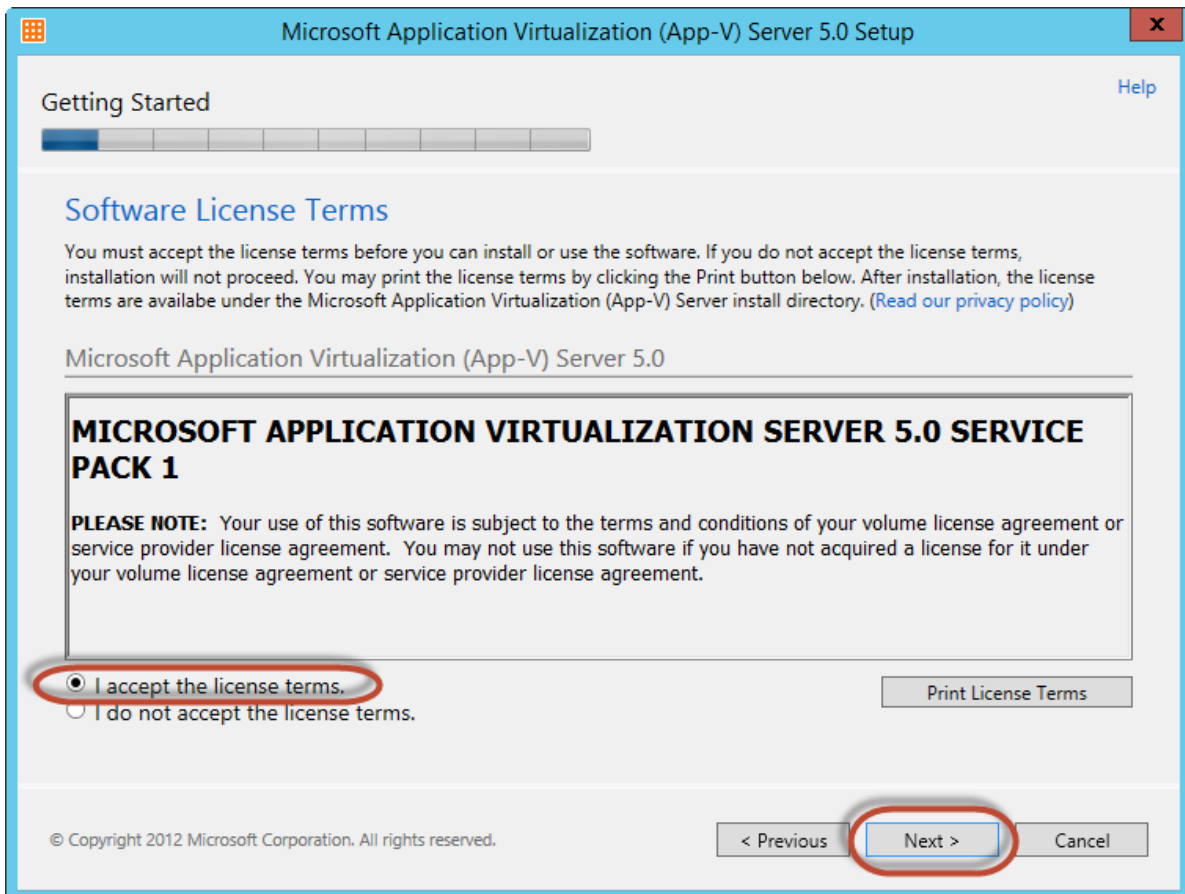 Microsoft Application Virtualization (App-V) Server 5.0 Setup
x
Help
Getting Started
Software License Terms
You must accept the license terms before you can install or use the software. If you do not accept the license terms,
installation will not proceed. You may print the license terms by clicking the Print button below. After installation, the license
terms are availabe under the Microsoft Application Virtualization (App-V) Server install directory. (Read our privacy policy)
Microsoft Application Virtualization (App-V) Server 5.0
MICROSOFT APPLICATION VIRTUALIZATION SERVER 5.0 SERVICE
PACK 1
PLEASE NOTE: Your use of this software is subject to the terms and conditions of your volume license agreement or
service provider license agreement. You may not use this software if you have not acquired a license for it under
your volume license agreement or service provider license agreement.
I accept the license terms.
Print License Terms
I do not accept the license terms.
© Copyright 2012 Microsoft Corporation. All rights reserved.
< Previous
Next >
Cancel